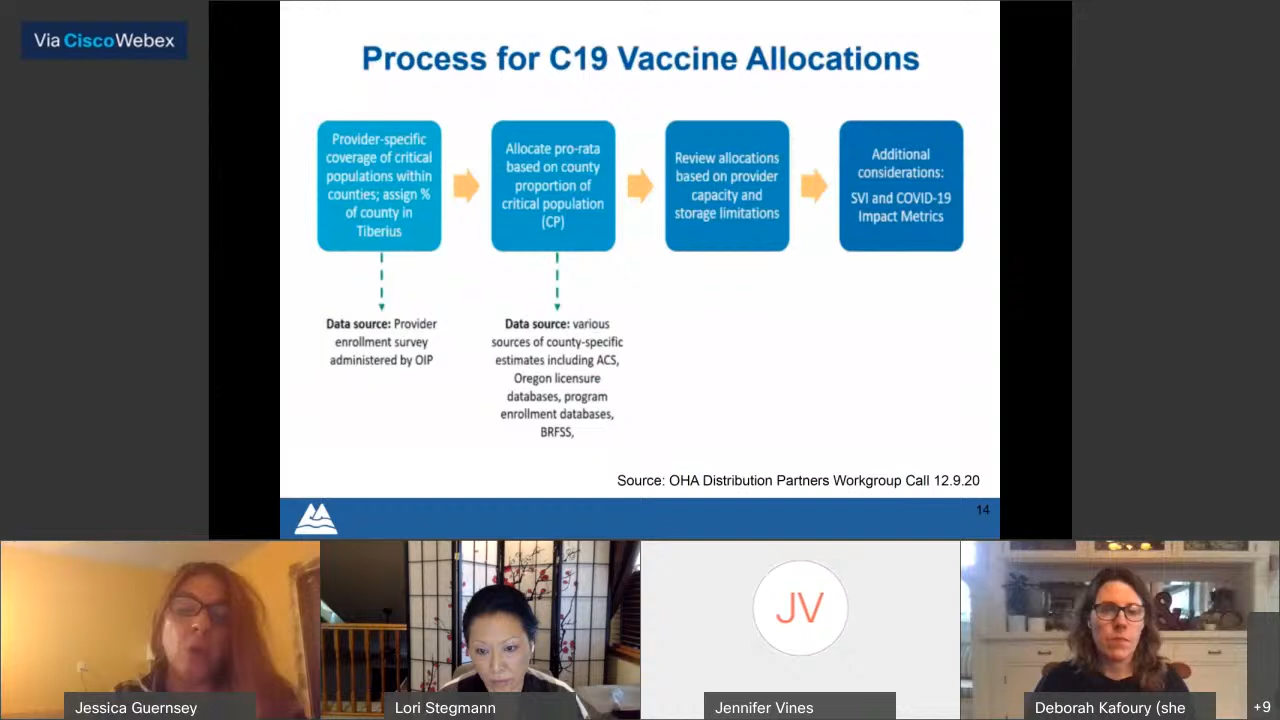 Via Cisco Webex
Process for C19 Vaccine Allocations
Provider-specific
coverage of critical
populations within
counties; assign %
of county in
Tiberius
Allocate pro-rata
based on county
proportion of
critical population
(CP)
Review allocations
based on provider
capacity and
storage limitations
Additional
considerations:
SVI and COVID-19
Impact Metrics
Data source: Provider
enrollment survey
administered by OIP
Data source: various
sources of county-specific
estimates including ACS,
Oregon licensure
databases, program
enrollment databases,
BRFSS,
Source: OHA Distribution Partners Workgroup Call 12.9.20
14
JV
Jessica Guernsey
Lori Stegmann
Jennifer Vines
Deborah Kafoury (she
+9